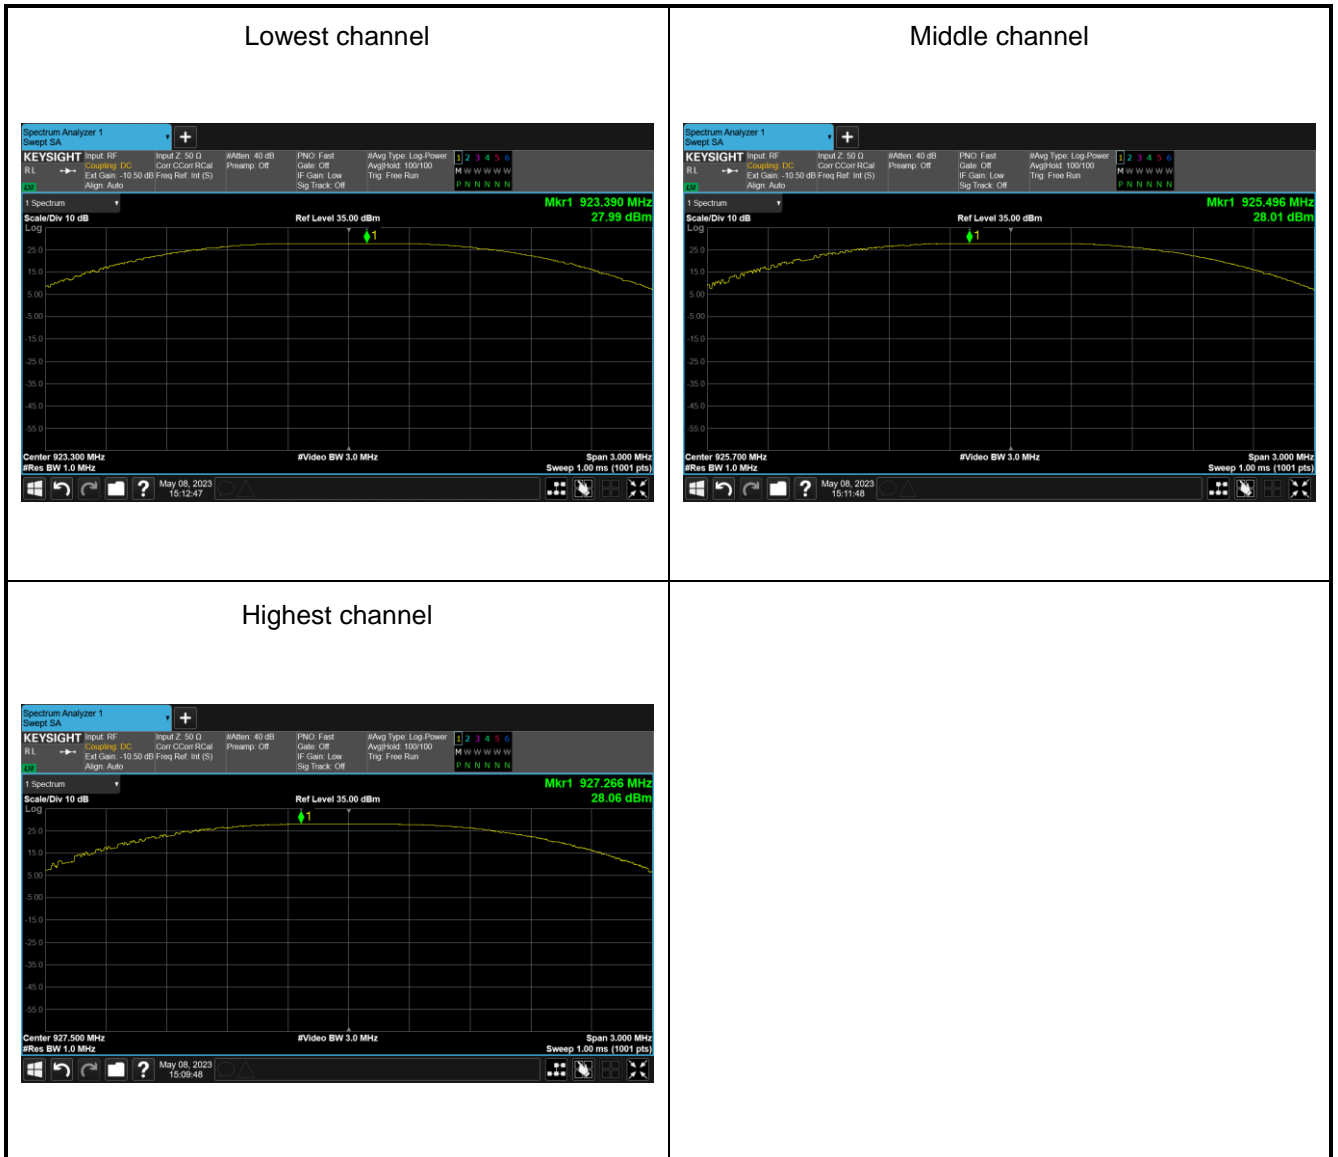 Lowest channel
Spectrum Analyzer 1
Swept SA
KEYSIGHT
RL
Input: RF
Coupling: DC
Ext Gain: -10.50 dB
Align: Auto
Input Z: 50 Ω
Corr CCorr RCal
Freq Ref: Int (S)
#Atten: 40 dB
Preamp: Off
PNO: Fast
Gate: Off
IF Gain: Low
Sig Track: Off
#Avg Type: Log-Power
Avg|Hold: 100/100
Trig: Free Run
1 2 3 4 5 6
M W W W W W
P N N N N N
1 Spectrum
Scale/Div 10 dB
Ref Level 35.00 dBm
Mkr1 923.390 MHz
27.99 dBm
Log
1
25.0
15.0
5.00
-5.00
-15.0
-25.0
-35.0
-45.0
-55.0
Center 923.300 MHz
#Res BW 1.0 MHz
#Video BW 3.0 MHz
Span 3.000 MHz
Sweep 1.00 ms (1001 pts)
?
May 08, 2023
15:12:47
Middle channel
Spectrum Analyzer 1
Swept SA
KEYSIGHT
RL
Input: RF
Coupling: DC
Ext Gain: -10.50 dB
Align: Auto
Input Z: 50 Ω
Corr CCorr RCal
Freq Ref: Int (S)
#Atten: 40 dB
Preamp: Off
PNO: Fast
Gate: Off
IF Gain: Low
Sig Track: Off
#Avg Type: Log-Power
Avg|Hold: 100/100
Trig: Free Run
1 2 3 4 5 6
M W W W W W
P N N N N N
1 Spectrum
Scale/Div 10 dB
Ref Level 35.00 dBm
Mkr1 925.496 MHz
28.01 dBm
Log
1
25.0
15.0
5.00
-5.00
-15.0
-25.0
-35.0
-45.0
-55.0
Center 925.700 MHz
#Res BW 1.0 MHz
#Video BW 3.0 MHz
Span 3.000 MHz
Sweep 1.00 ms (1001 pts)
?
May 08, 2023
15:11:48
Highest channel
Spectrum Analyzer 1
Swept SA
KEYSIGHT
RL
Input: RF
Coupling: DC
Ext Gain: -10.50 dB
Align: Auto
Input Z: 50 Ω
Corr CCorr RCal
Freq Ref: Int (S)
#Atten: 40 dB
Preamp: Off
PNO: Fast
Gate: Off
IF Gain: Low
Sig Track: Off
#Avg Type: Log-Power
Avg|Hold: 100/100
Trig: Free Run
1 2 3 4 5 6
M W W W W W
P N N N N N
1 Spectrum
Scale/Div 10 dB
Ref Level 35.00 dBm
Mkr1 927.266 MHz
28.06 dBm
Log
1
25.0
15.0
5.00
-5.00
-15.0
-25.0
-35.0
-45.0
-55.0
Center 927.500 MHz
#Res BW 1.0 MHz
#Video BW 3.0 MHz
Span 3.000 MHz
Sweep 1.00 ms (1001 pts)
?
May 08, 2023
15:09:48